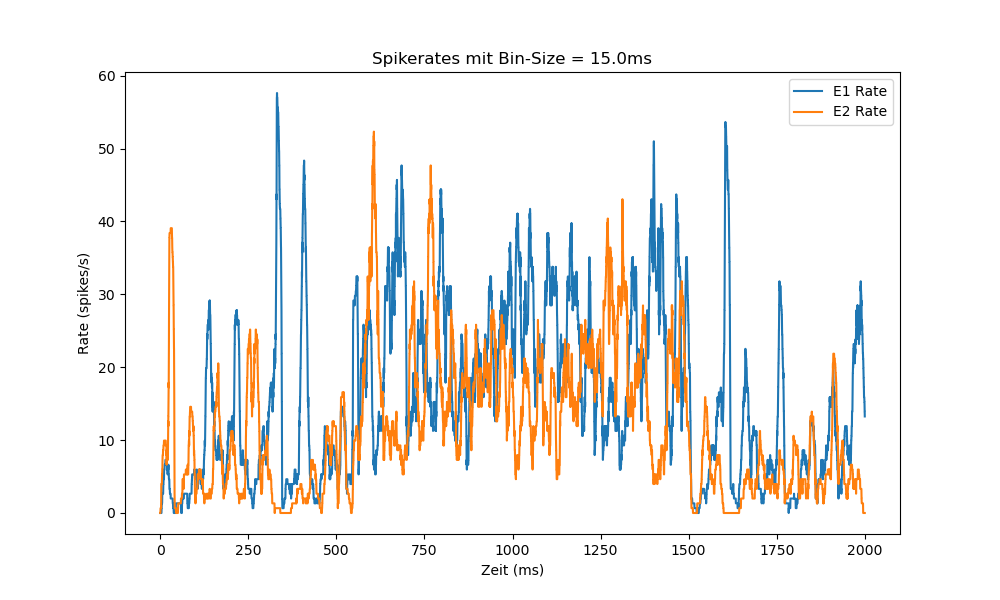 Spikerates mit Bin-Size = 15.0ms
E1 Rate
E2 Rate
60
50
40
30
20
10
0
Rate (spikes/s)
0 250 500 750 1000 1250 1500 1750 2000
Zeit (ms)